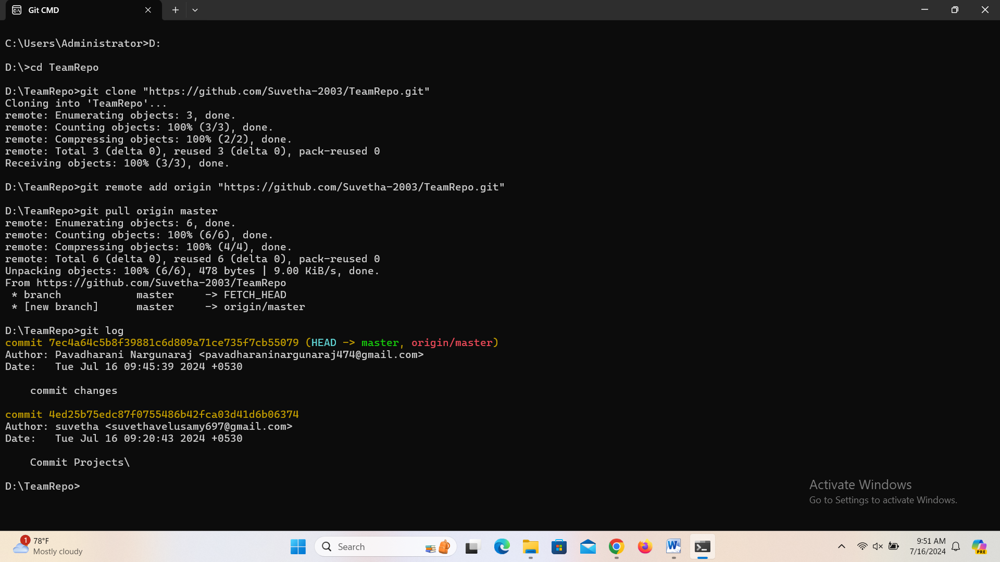 Git CMD
C:\Users\Administrator>D:
D:\>cd TeamRepo
D:\TeamRepo>git clone "https://github.com/Suvetha-2003/TeamRepo.git"
Cloning into 'TeamRepo'...
remote: Enumerating objects: 3, done.
remote: Counting objects: 100% (3/3), done.
remote: Compressing objects: 100% (2/2), done.
remote: Total 3 (delta 0), reused 3 (delta 0), pack-reused 0
Receiving objects: 100% (3/3), done.
D:\TeamRepo>git remote add origin "https://github.com/Suvetha-2003/TeamRepo.git"
D:\TeamRepo>git pull origin master
remote: Enumerating objects: 6, done.
remote: Counting objects: 100% (6/6), done.
remote: Compressing objects: 100% (4/4), done.
remote: Total 6 (delta 0), reused 6 (delta 0), pack-reused 0
Unpacking objects: 100% (6/6), 478 bytes | 9.00 KiB/s, done.
From https://github.com/Suvetha-2003/TeamRepo
 * branch            master     -> FETCH_HEAD
 * [new branch]      master     -> origin/master
D:\TeamRepo>git log
commit 7ec4a64c5b8f39881c6d809a71ce735f7cb55079 (HEAD -> master, origin/master)
Author: Pavadharani Nargunaraj <pavadharaninargunaraj474@gmail.com>
Date:   Tue Jul 16 09:45:39 2024 +0530
    commit changes
commit 4ed25b75edc87f0755486b42fca03d41d6b06374
Author: suvetha <suvethavelusamy697@gmail.com>
Date:   Tue Jul 16 09:20:43 2024 +0530
    Commit Projects\
D:\TeamRepo>
Activate Windows
Go to Settings to activate Windows.
1
78°F
Mostly cloudy
Search
W
9:51 AM
7/16/2024
PRE